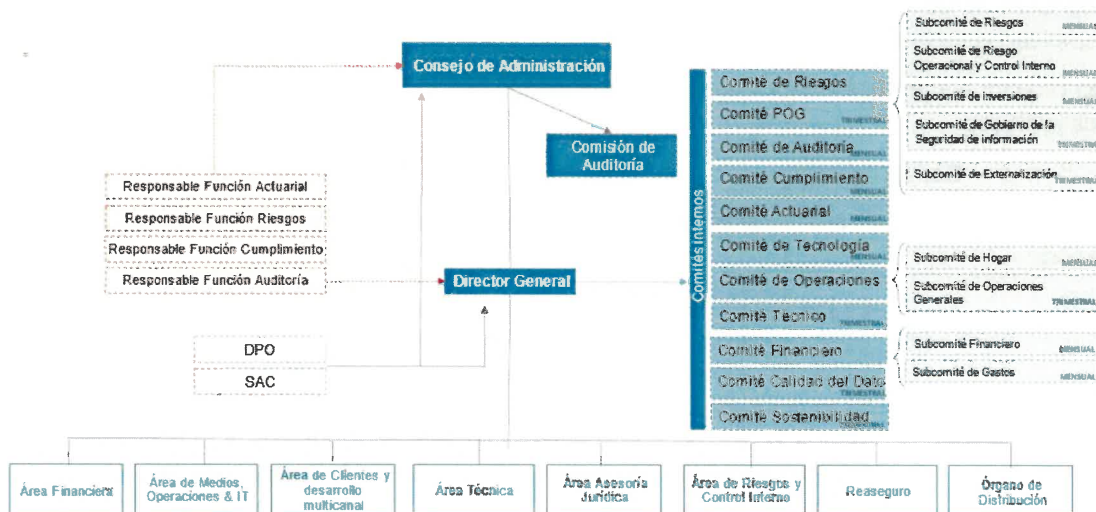 Consejo de Administración
Comisión de
Auditoría
Responsable Función Actuarial
Responsable Función Riesgos
Responsable Función Cumplimiento
Responsable Función Auditoría
Director General
DPO
SAC
Comités internos
Comité de Riesgos
Comité POG
TRIMESTRAL
Comité de Auditoría
MENSUAL
Comité Cumplimiento
MENSUAL
Comité Actuarial
MENSUAL
Comité de Tecnología
MENSUAL
Comité de Operaciones
Comité Técnico
TRIMESTRAL
Comité Financiero
Comité Calidad del Dato
TRIMESTRAL
Comité Sostenibilidad
Subcomité de Riesgos
MENSUAL
Subcomité de Riesgo
Operacional y Control Interno
MENSUAL
Subcomité de Inversiones
MENSUAL
Subcomité de Gobierno de la
Seguridad de información
TRIMESTRAL
Subcomité de Externalización
TRIMESTRAL
Subcomité de Hogar
MENSUAL
Subcomité de Operaciones
Generales
TRIMESTRAL
Subcomité Financiero
MENSUAL
Subcomité de Gastos
MENSUAL
Área Financiera
Área de Medios,
Operaciones & IT
Área de Clientes y
desarrollo
multicanal
Área Técnica
Área Asesoría
Jurídica
Área de Riesgos y
Control Interno
Reaseguro
Órgano de
Distribución